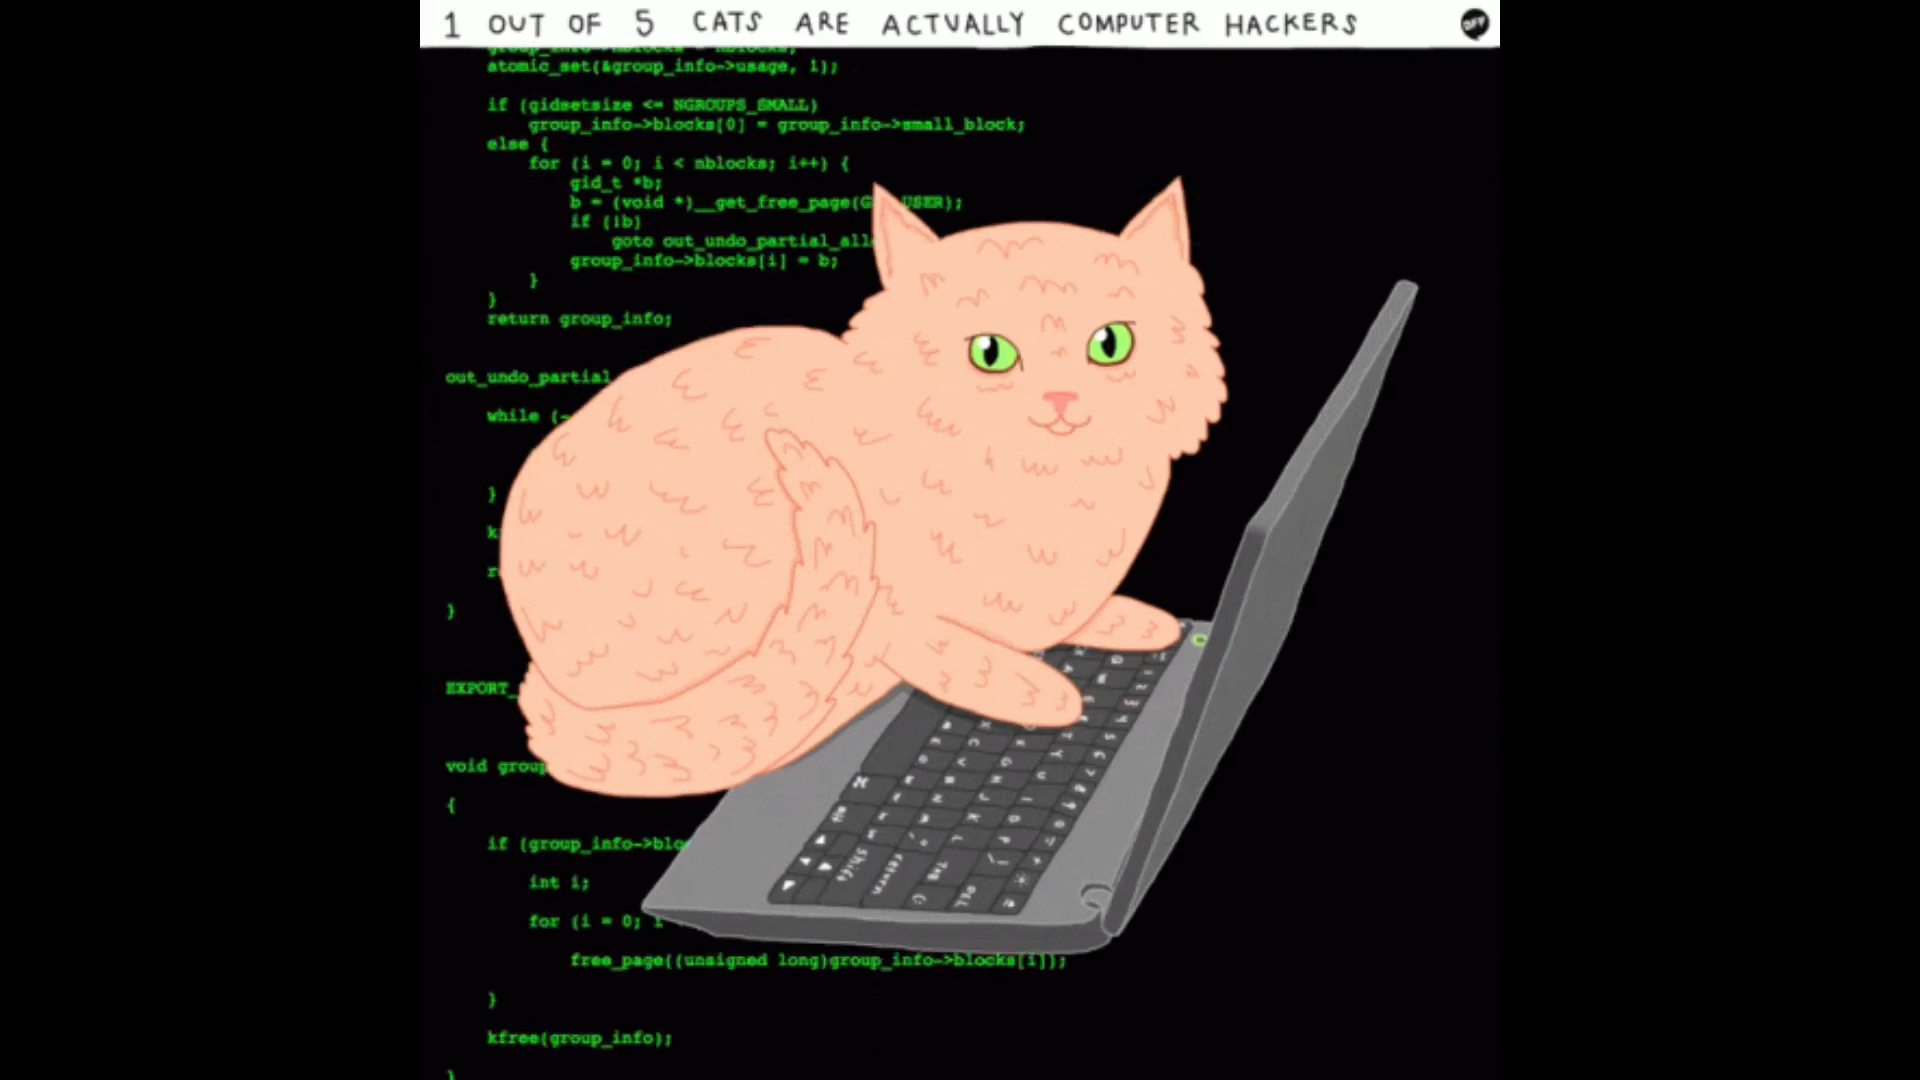 1 OUT OF 5 CATS ARE ACTVALLY COMPUTER HACKERS
OFF
atomic_set(&group_info->usage, 1);
if (gidsetsize <= NGROUPS_SMALL)
group_info->blocks[0] = group_info->small_block;
else {
for (i = 0; i < nblocks; i++) {
gid_t *b;
b = (void *)__get_free_page(G USER);
if (!b)
goto out_undo_partial_all
group_info->blocks[i] = b;
}
}
return group_info;
out_undo_partial
while (-
}
k
r
}
EXPORT_
void group
{
if (group_info->blo
int i;
for (i = 0; i
free_page((unsigned long)group_info->blocks[i]);
}
kfree(group_info);
}